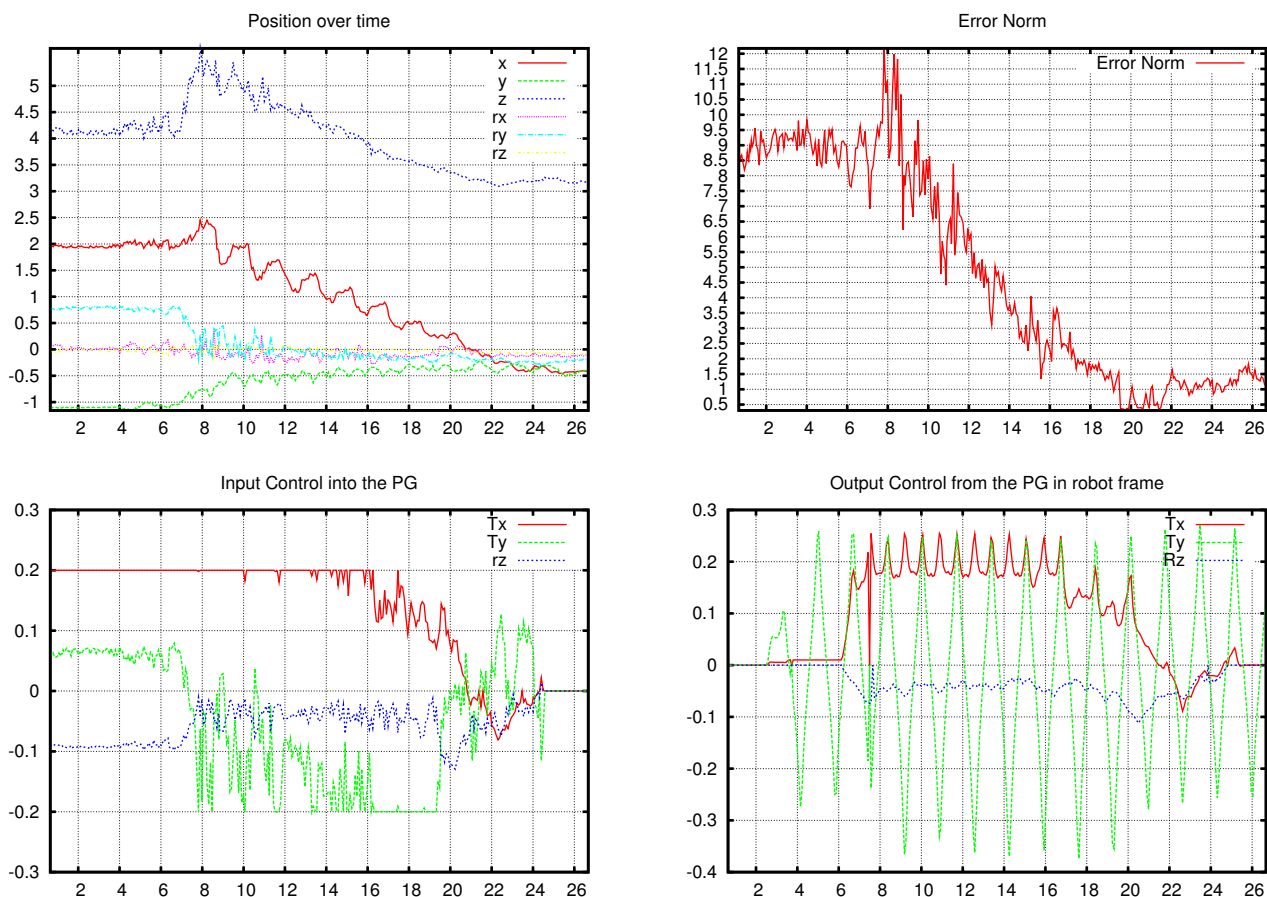 Position over time
5
4.5
4
3.5
3
2.5
2
1.5
1
0.5
0
-0.5
-1
x
y
z
rx
ry
rz
2 4 6 8 10 12 14 16 18 20 22 24 26
Error Norm
12
11.5
11
10.5
10
9.5
9
8.5
8
7.5
7
6.5
6
5.5
5
4.5
4
3.5
3
2.5
2
1.5
1
0.5
Error Norm
2 4 6 8 10 12 14 16 18 20 22 24 26
Input Control into the PG
0.3
0.2
0.1
0
-0.1
-0.2
-0.3
Tx
Ty
rz
2 4 6 8 10 12 14 16 18 20 22 24 26
Output Control from the PG in robot frame
0.3
0.2
0.1
0
-0.1
-0.2
-0.3
-0.4
Tx
Ty
Rz
2 4 6 8 10 12 14 16 18 20 22 24 26